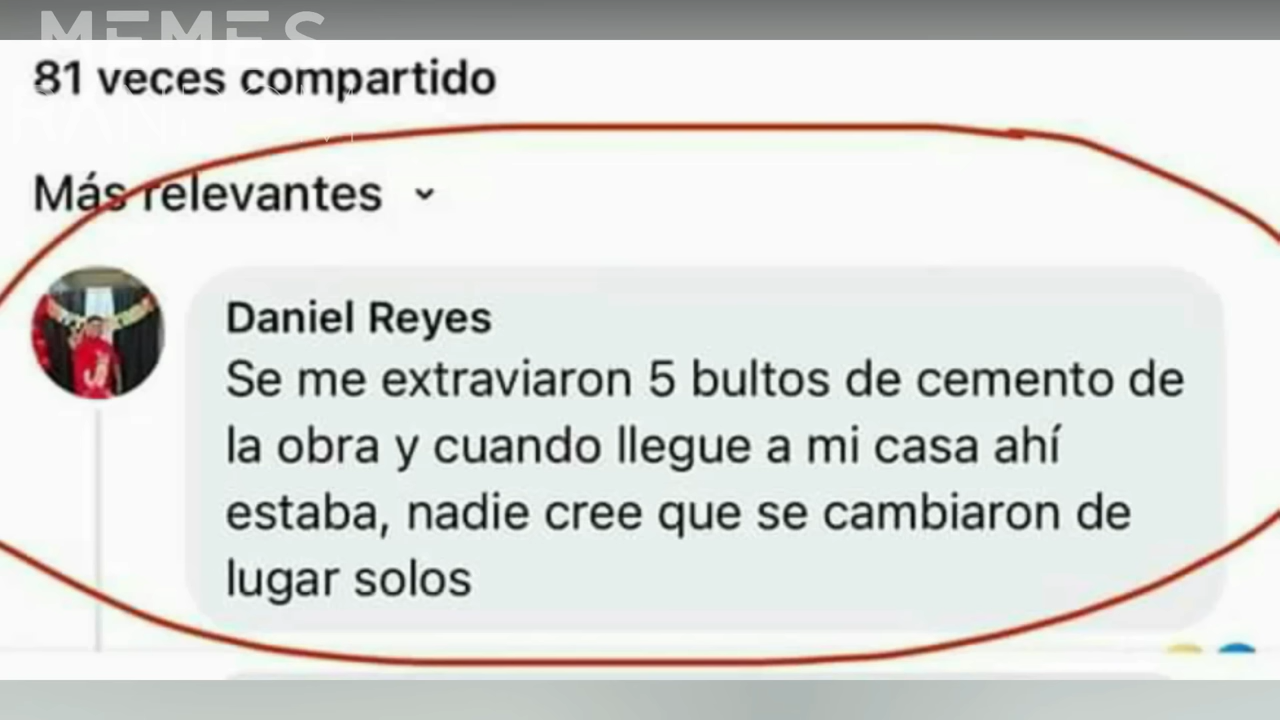 MEMES
81 veces compartido
Más relevantes
Daniel Reyes
Se me extraviaron 5 bultos de cemento de
la obra y cuando llegue a mi casa ahí
estaba, nadie cree que se cambiaron de
lugar solos